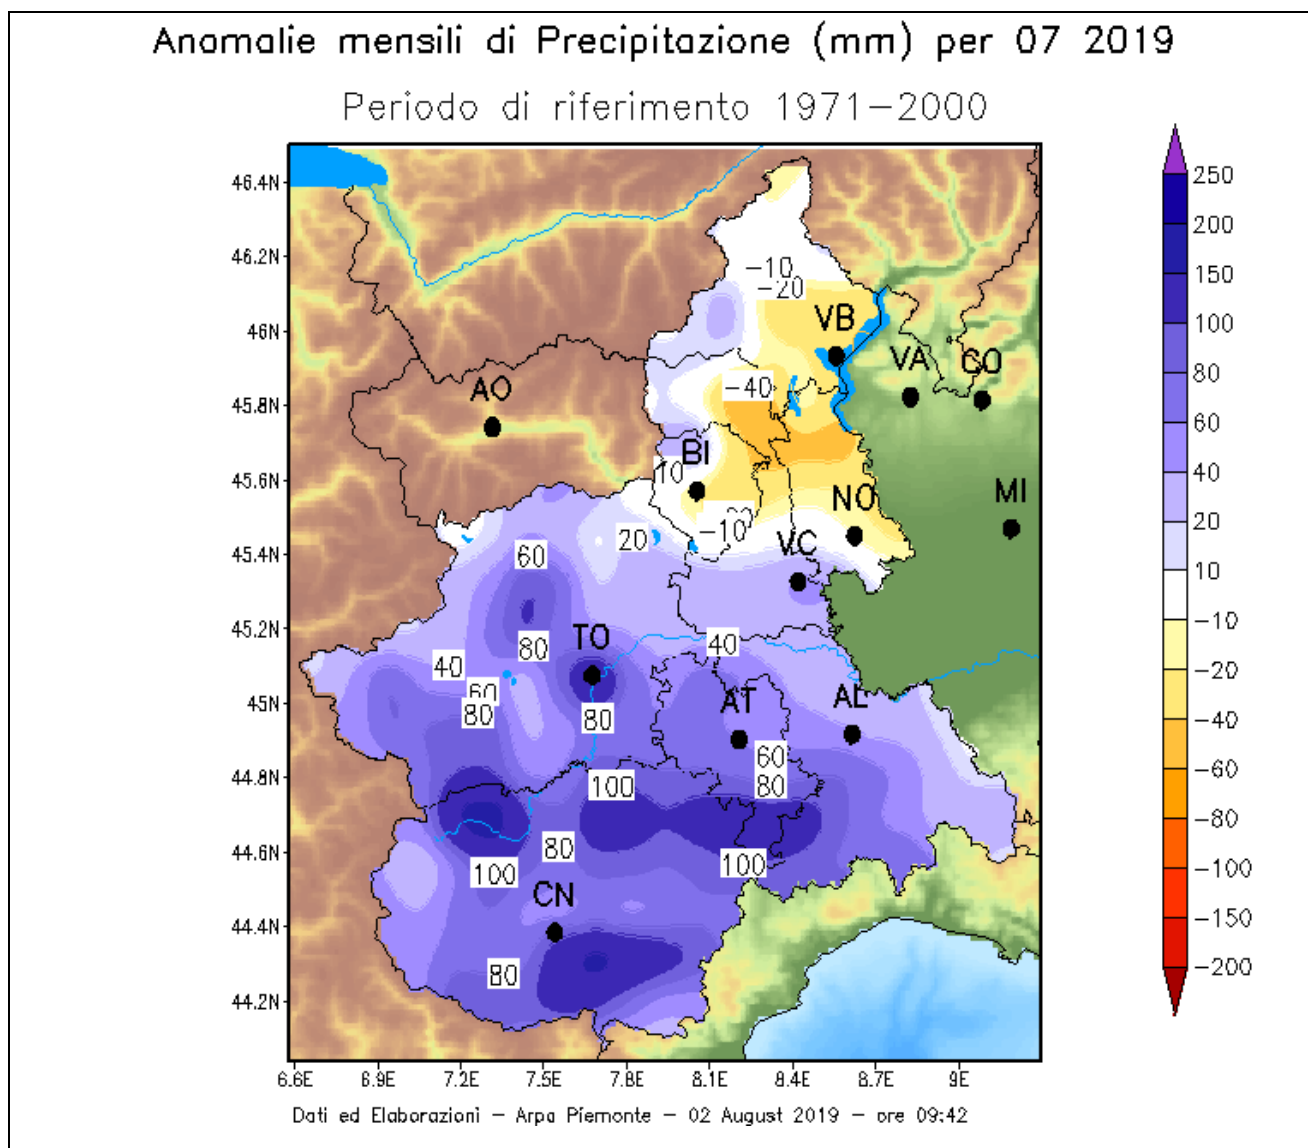 Anomalie mensili di Precipitazione (mm) per 07 2019
Periodo di riferimento 1971-2000
46.4N
46.2N
46N
45.8N
45.6N
45.4N
45.2N
45N
44.8N
44.6N
44.4N
44.2N
-10
-20
VB
VA
CO
-40
AO
BI
10
NO
MI
-10
20
VC
60
TO
80
40
40
60
80
80
AT
AL
60
80
100
80
100
100
CN
80
250
200
150
100
80
60
40
20
10
-10
-20
-40
-60
-80
-100
-150
-200
6.6E 6.9E 7.2E 7.5E 7.8E 8.1E 8.4E 8.7E 9E
Dati ed Elaborazioni - Arpa Piemonte - 02 August 2019 - ore 09:42